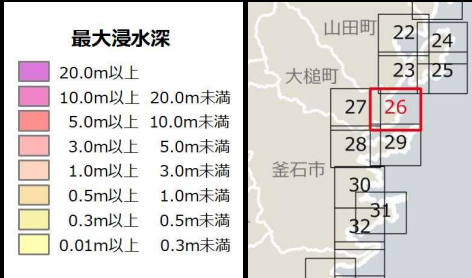 最大浸水深
20.0m以上
10.0m以上 20.0m未満
5.0m以上 10.0m未満
3.0m以上 5.0m未満
1.0m以上 3.0m未満
0.5m以上 1.0m未満
0.3m以上 0.5m未満
0.01m以上 0.3m未満
山田町
22
24
大槌町
23
25
27
26
28
29
釜石市
30
31
32